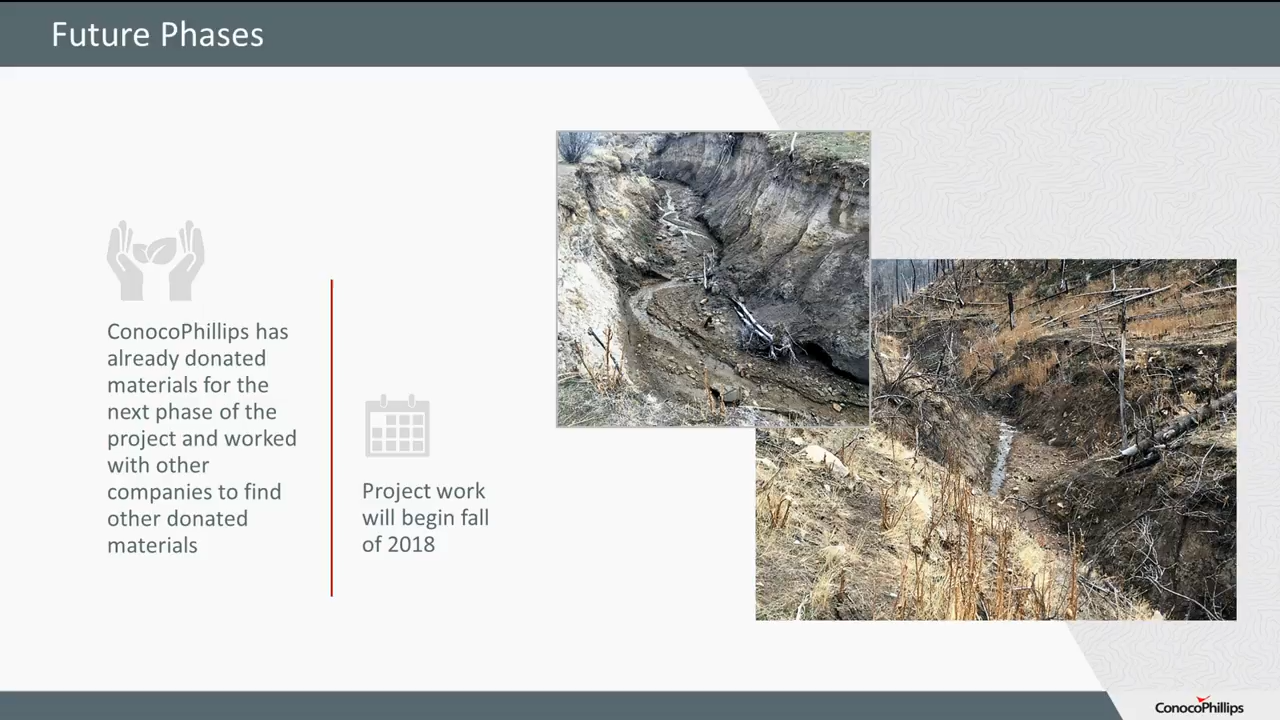 Future Phases
ConocoPhillips has
already donated
materials for the
next phase of the
project and worked
with other
companies to find
other donated
materials
Project work
will begin fall
of 2018
ConocoPhillips